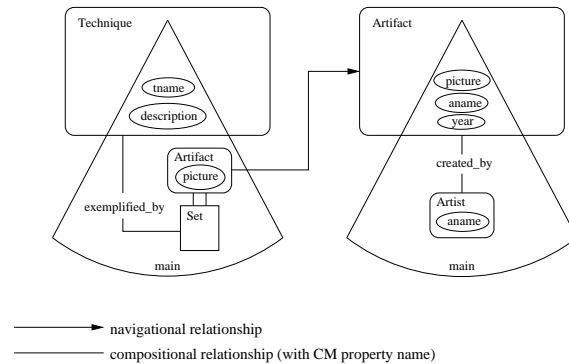 Technique
tname
description
Artifact
picture
exemplified_by
Set
main
Artifact
picture
aname
year
created_by
Artist
aname
main
navigational relationship
compositional relationship (with CM property name)